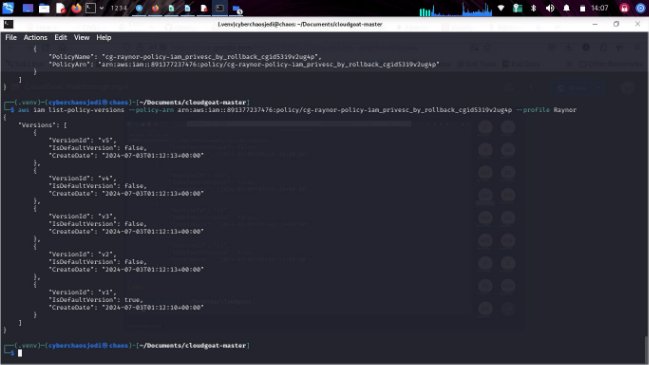 1 2 3 4
14:07
(.venv)cyberchaosjedi@chaos: ~/Documents/cloudgoat-master
File Actions Edit View Help
{
"PolicyName": "cg-raynor-policy-iam_privesc_by_rollback_cgid5319v2ug4p",
"PolicyArn": "arn:aws:iam::891377237476:policy/cg-raynor-policy-iam_privesc_by_rollback_cgid5319v2ug4p"
}
]
}
(.venv)─(cyberchaosjedi㉿chaos)-[~/Documents/cloudgoat-master]
$ aws iam list-policy-versions --policy-arn arn:aws:iam::891377237476:policy/cg-raynor-policy-iam_privesc_by_rollback_cgid5319v2ug4p --profile Raynor
{
"Versions": [
{
"VersionId": "v5",
"IsDefaultVersion": false,
"CreateDate": "2024-07-03T01:12:13+00:00"
},
{
"VersionId": "v4",
"IsDefaultVersion": false,
"CreateDate": "2024-07-03T01:12:13+00:00"
},
{
"VersionId": "v3",
"IsDefaultVersion": false,
"CreateDate": "2024-07-03T01:12:13+00:00"
},
{
"VersionId": "v2",
"IsDefaultVersion": false,
"CreateDate": "2024-07-03T01:12:13+00:00"
},
{
"VersionId": "v1",
"IsDefaultVersion": true,
"CreateDate": "2024-07-03T01:12:10+00:00"
}
]
}
(.venv)─(cyberchaosjedi㉿chaos)-[~/Documents/cloudgoat-master]
$